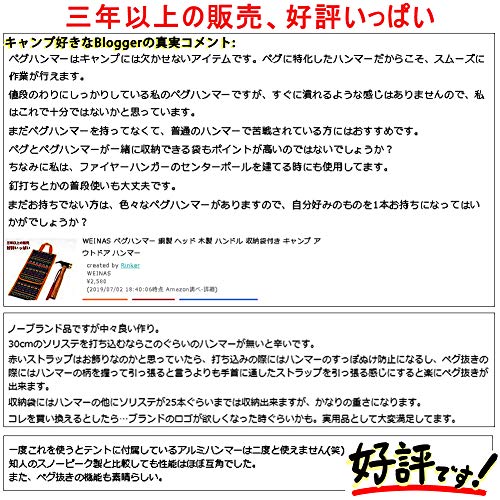 三年以上の販売、好評いっぱい
キャンプ好きなBloggerの真実コメント:
ペグハンマーはキャンプには欠かせないアイテムです。ペグに特化したハンマーだからこそ、スムーズに
作業が行えます。
値段のわりにしっかりしている私のペグハンマーですが、すぐに潰れるような感じはありませんので、私
はこれで十分ではないかと思っています。
まだペグハンマーを持ってなくて、普通のハンマーで苦戦されている方にはおすすめです。
ペグとペグハンマーが一緒に収納できる袋もポイントが高いのではないでしょうか？
ちなみに私は、ファイヤーハンガーのセンターポールを建てる時にも使用してます。
釘打ちとかの普段使いも大丈夫です。
まだお持ちでない方は、色々なペグハンマーがありますので、自分好みのものを1本お持ちになってはい
かがでしょうか？
三年以上の販売
好評いっぱい
WEINAS ペグハンマー 銅製 ヘッド 木製 ハンドル 収納袋付き キャンプ ア
ウトドア ハンマー
created by Rinker
WEINAS
¥2,580
(2019/07/02 18:40:06時点 Amazon調べ-詳細)
ノーブランド品ですが中々良い作り。
30cmのソリステを打ち込むならこのぐらいのハンマーが無いと辛いです。
赤いストラップはお飾りなのかと思っていたら、打ち込みの際にはハンマーのすっぽぬけ防止になるし、ペグ抜きの
際にはハンマーの柄を握って引っ張ると言うよりも手首に通したストラップを引っ張る感じにすると楽にペグ抜きが
出来ます。
収納袋にはハンマーの他にソリステが25本ぐらいまでは収納出来ますが、かなりの重さになります。
コレを買い換えるとしたら…ブランドのロゴが欲しくなった時ぐらいかも。実用品として大変満足してます。
一度これを使うとテントに付属しているアルミハンマーは二度と使えません(笑)
知人のスノーピーク製と比較しても性能はほぼ互角でした。
また、ペグ抜きの機能も素晴らしい。
好評です!